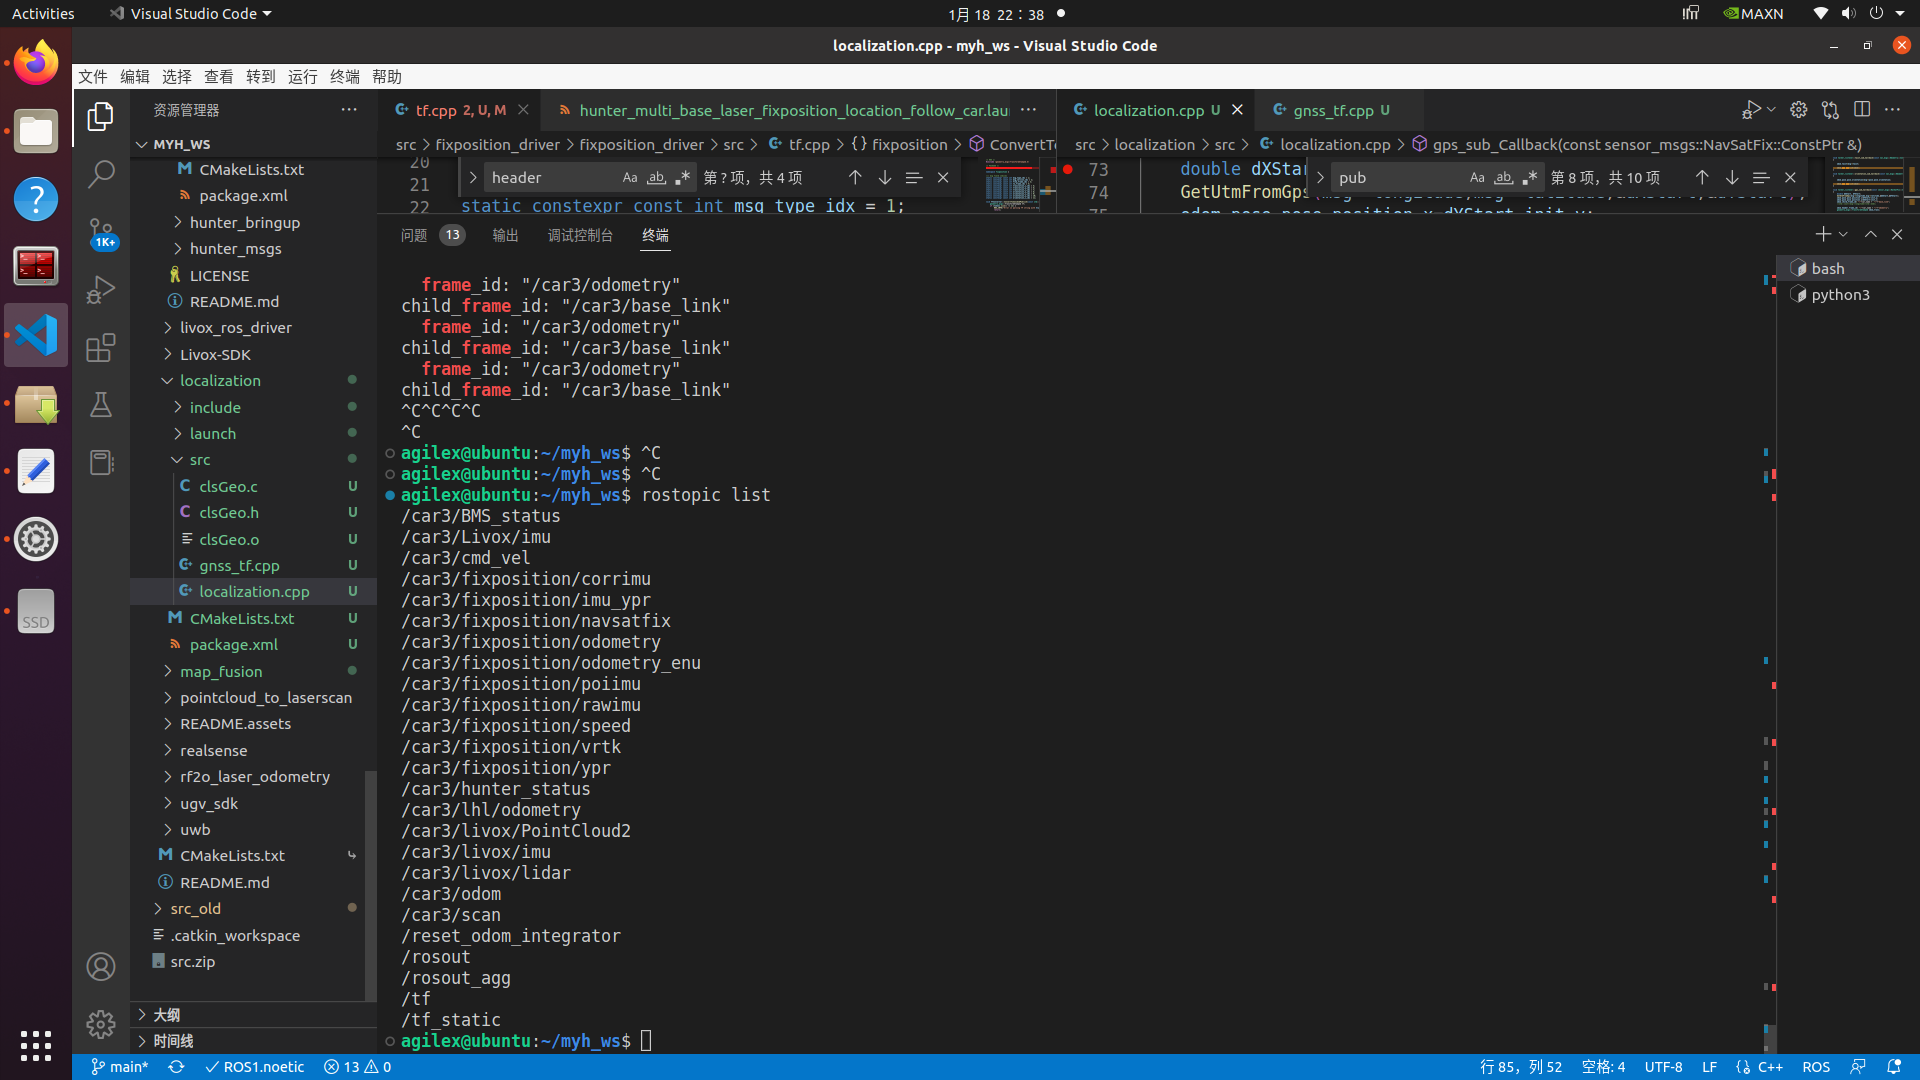 Activities
Visual Studio Code
1月 18 22：38
MAXN
localization.cpp - myh_ws - Visual Studio Code
文件 编辑 选择 查看 转到 运行 终端 帮助
资源管理器
MYH_WS
CMakeLists.txt
package.xml
hunter_bringup
hunter_msgs
LICENSE
README.md
livox_ros_driver
Livox-SDK
localization
include
launch
src
clsGeo.c U
clsGeo.h U
clsGeo.o U
gnss_tf.cpp U
localization.cpp U
CMakeLists.txt U
package.xml U
map_fusion
pointcloud_to_laserscan
README.assets
realsense
rf2o_laser_odometry
ugv_sdk
uwb
CMakeLists.txt
README.md
src_old
.catkin_workspace
src.zip
大纲
时间线
1K+
SSD
tf.cpp 2, U, M
hunter_multi_base_laser_fixposition_location_follow_car.lau
src > fixposition_driver > fixposition_driver > src > tf.cpp > {} fixposition > ConvertTo
20
21
22 static constexpr const int msg_type_idx = 1;
header Aa ab 第 ? 项，共 4 项
localization.cpp U
gnss_tf.cpp U
src > localization > src > localization.cpp > gps_sub_Callback(const sensor_msgs::NavSatFix::ConstPtr &)
73 double dXStar
74 GetUtmFromGps
75
pub Aa ab 第 8 项，共 10 项
问题 13 输出 调试控制台 终端
bash
python3
frame_id: "/car3/odometry"
child_frame_id: "/car3/base_link"
frame_id: "/car3/odometry"
child_frame_id: "/car3/base_link"
frame_id: "/car3/odometry"
child_frame_id: "/car3/base_link"
^C^C^C^C
^C
agilex@ubuntu:~/myh_ws$ ^C
agilex@ubuntu:~/myh_ws$ ^C
agilex@ubuntu:~/myh_ws$ rostopic list
/car3/BMS_status
/car3/Livox/imu
/car3/cmd_vel
/car3/fixposition/corrimu
/car3/fixposition/imu_ypr
/car3/fixposition/navsatfix
/car3/fixposition/odometry
/car3/fixposition/odometry_enu
/car3/fixposition/poiimu
/car3/fixposition/rawimu
/car3/fixposition/speed
/car3/fixposition/vrtk
/car3/fixposition/ypr
/car3/hunter_status
/car3/lhl/odometry
/car3/livox/PointCloud2
/car3/livox/imu
/car3/livox/lidar
/car3/odom
/car3/scan
/reset_odom_integrator
/rosout
/rosout_agg
/tf
/tf_static
agilex@ubuntu:~/myh_ws$
main* ROS1.noetic 13 0 行 85，列 52 空格: 4 UTF-8 LF C++ ROS